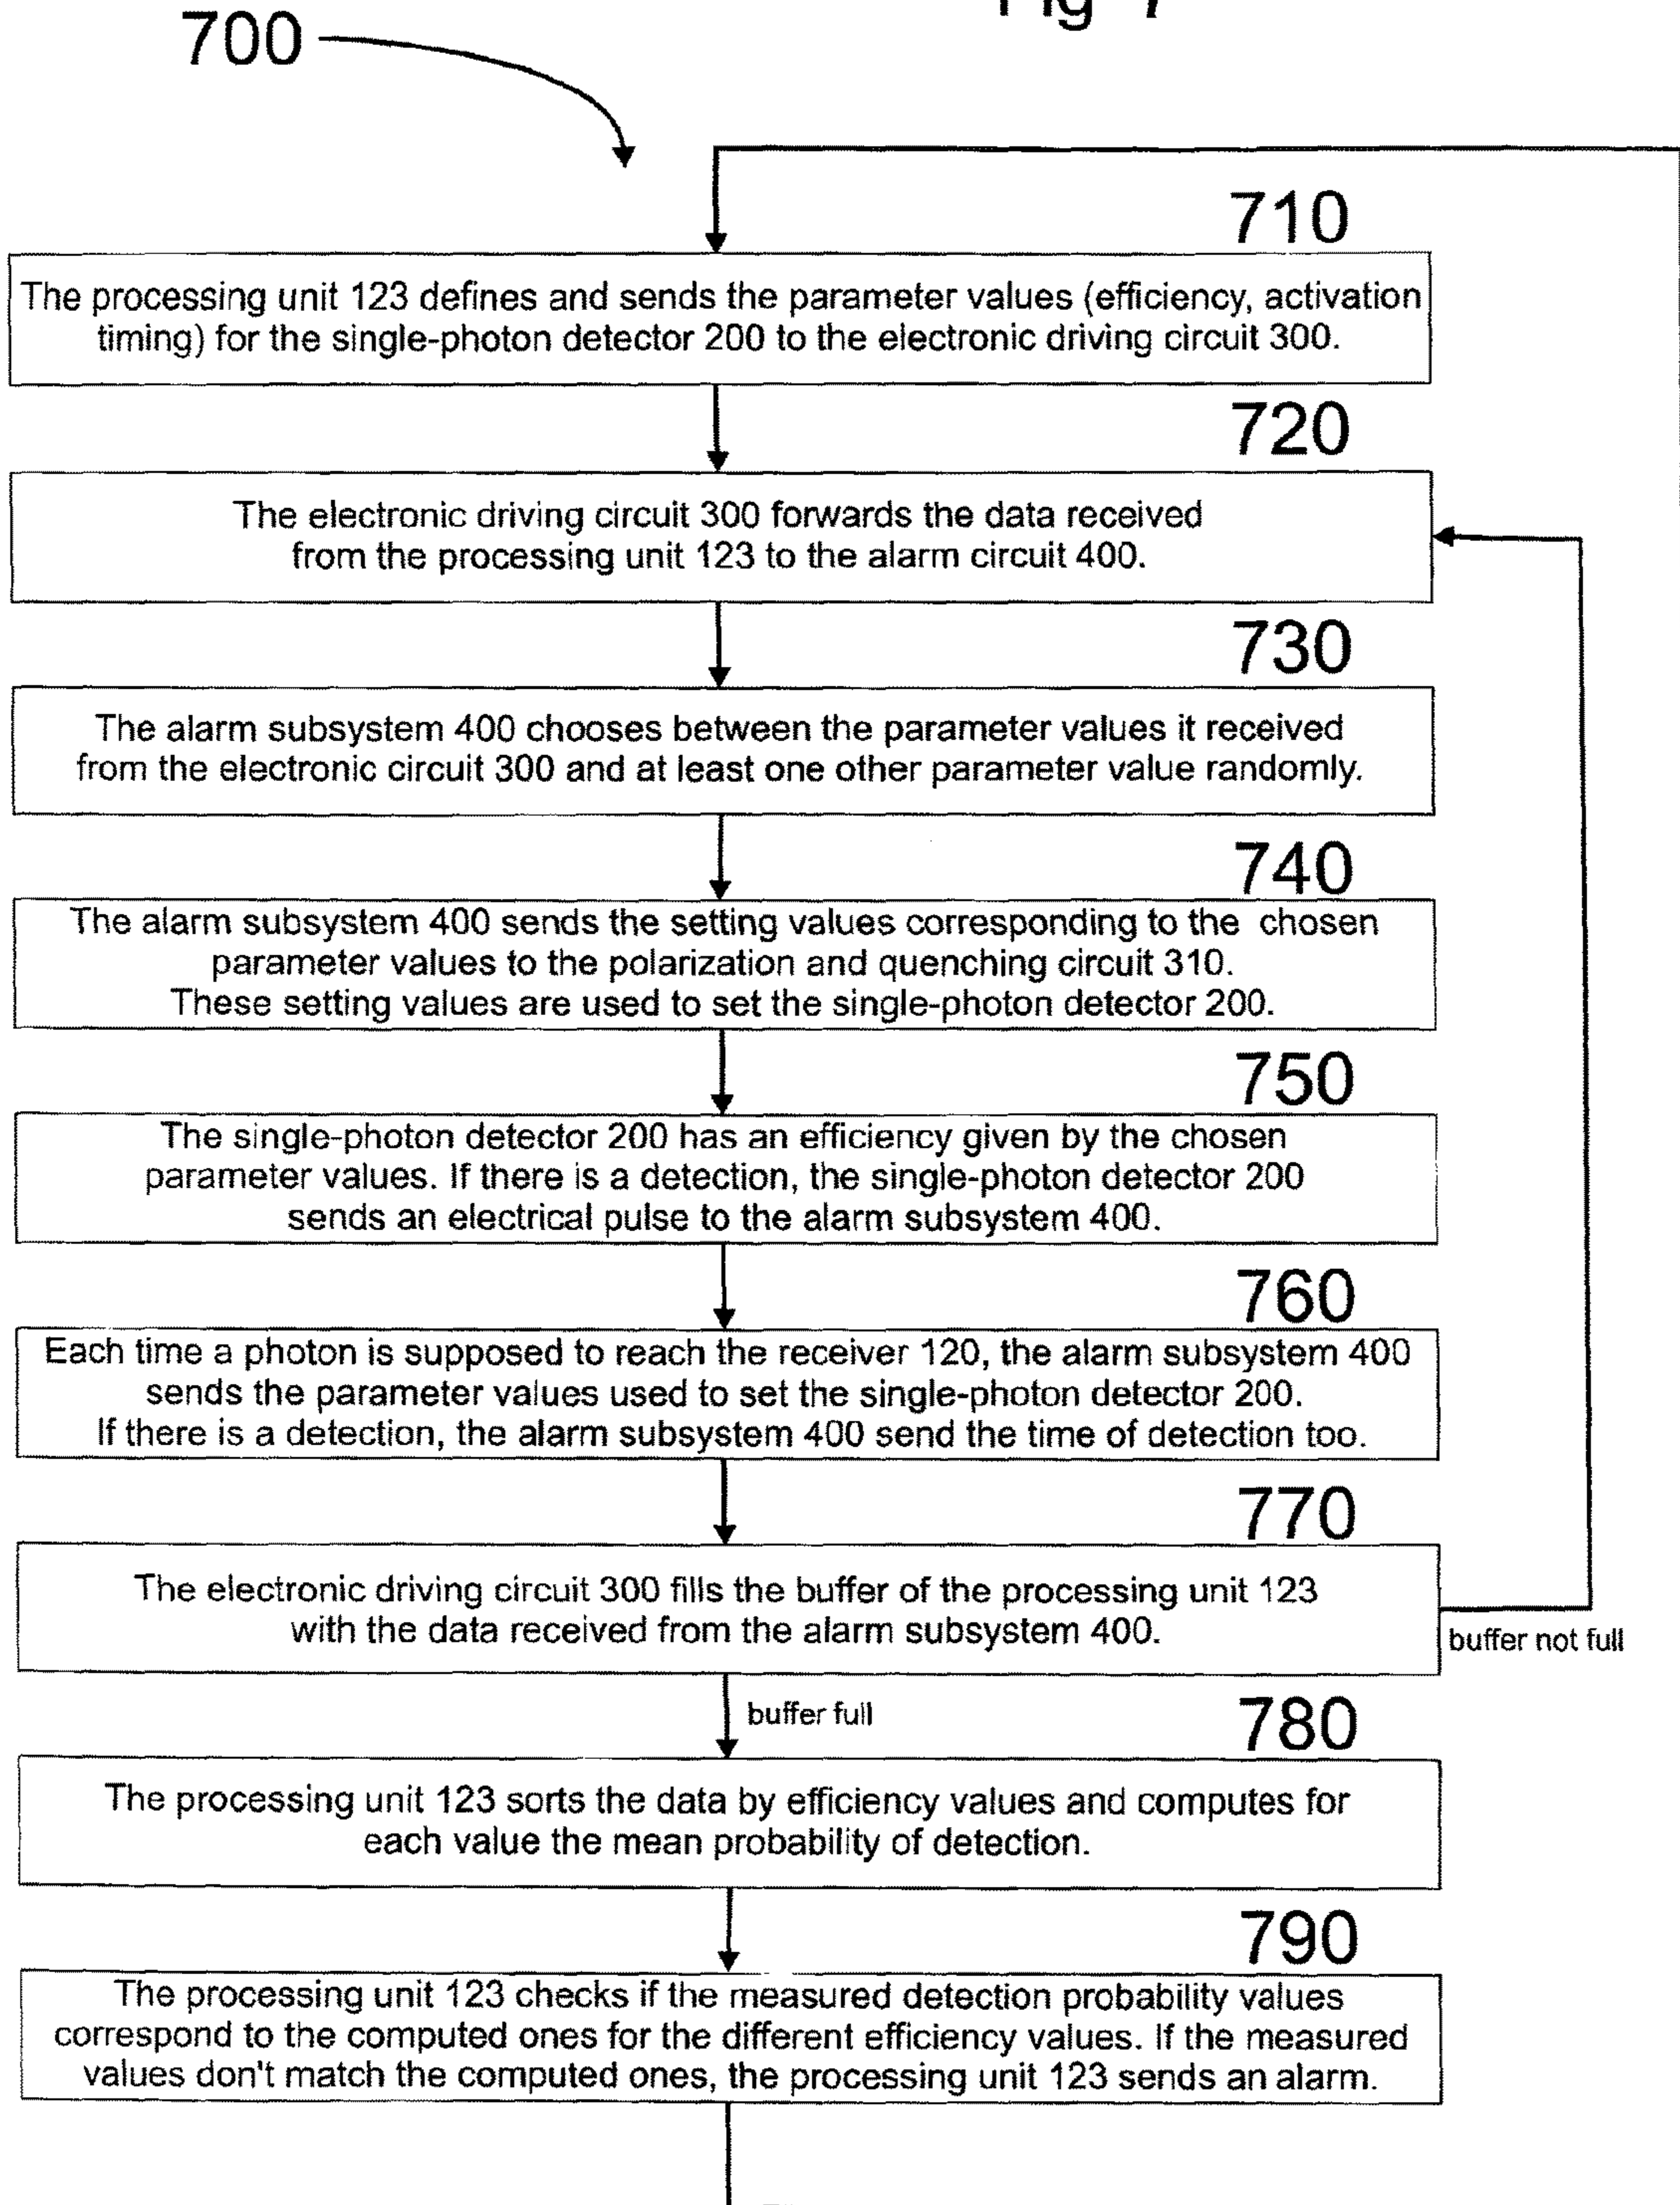 Fig 7
700
710
The processing unit 123 defines and sends the parameter values (efficiency, activation
timing) for the single-photon detector 200 to the electronic driving circuit 300.
720
The electronic driving circuit 300 forwards the data received
from the processing unit 123 to the alarm circuit 400.
730
The alarm subsystem 400 chooses between the parameter values it received
from the electronic circuit 300 and at least one other parameter value randomly.
740
The alarm subsystem 400 sends the setting values corresponding to the chosen
parameter values to the polarization and quenching circuit 310.
These setting values are used to set the single-photon detector 200.
750
The single-photon detector 200 has an efficiency given by the chosen
parameter values. If there is a detection, the single-photon detector 200
sends an electrical pulse to the alarm subsystem 400.
760
Each time a photon is supposed to reach the receiver 120, the alarm subsystem 400
sends the parameter values used to set the single-photon detector 200.
If there is a detection, the alarm subsystem 400 send the time of detection too.
770
The electronic driving circuit 300 fills the buffer of the processing unit 123
with the data received from the alarm subsystem 400.
buffer not full
buffer full
780
The processing unit 123 sorts the data by efficiency values and computes for
each value the mean probability of detection.
790
The processing unit 123 checks if the measured detection probability values
correspond to the computed ones for the different efficiency values. If the measured
values don't match the computed ones, the processing unit 123 sends an alarm.